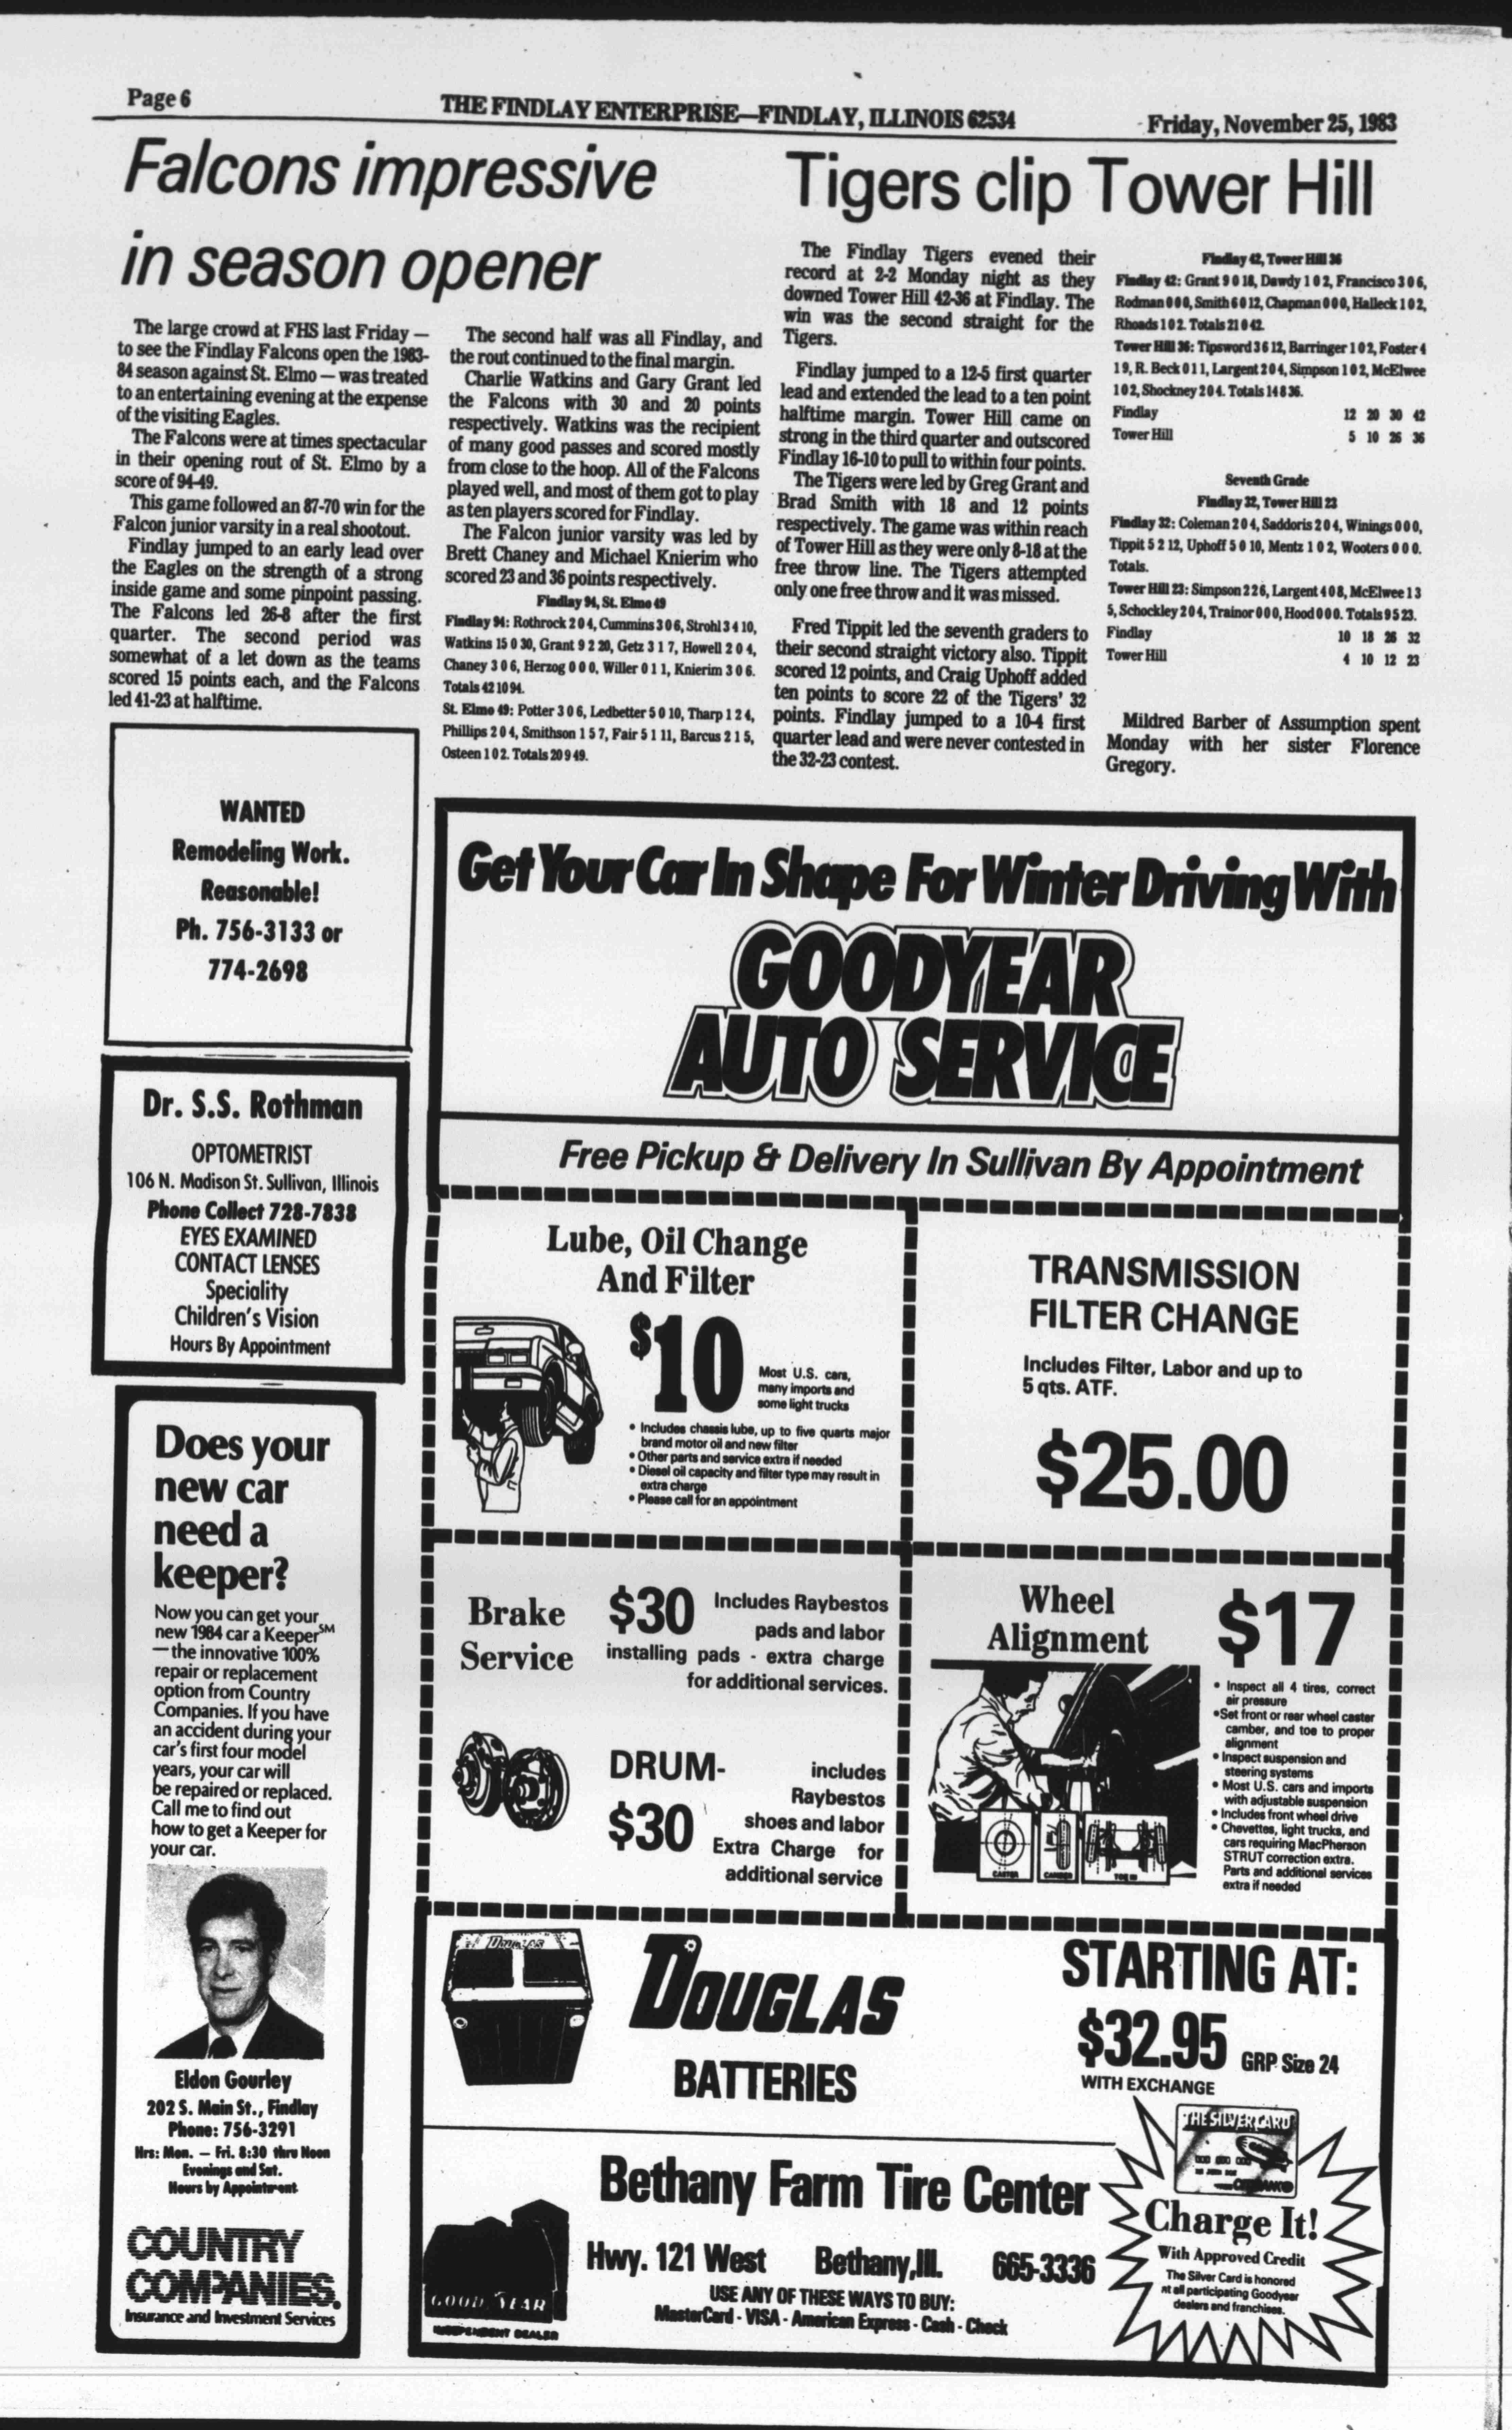 Page 6
THE FINDLAY ENTERPRISE—FINDLAY, ILLINOIS 62534
Friday, November 25, 1983
Falcons impressive
in season opener
The large crowd at FHS last Friday —
to see the Findlay Falcons open the 1983-
84 season against St. Elmo — was treated
to an entertaining evening at the expense
of the visiting Eagles.
The Falcons were at times spectacular
in their opening rout of St. Elmo by a
score of 94-49.
This game followed an 87-70 win for the
Falcon junior varsity in a real shootout.
Findlay jumped to an early lead over
the Eagles on the strength of a strong
inside game and some pinpoint passing.
The Falcons led 26-8 after the first
quarter. The second period was
somewhat of a let down as the teams
scored 15 points each, and the Falcons
led 41-23 at halftime.
The second half was all Findlay, and
the rout continued to the final margin.
Charlie Watkins and Gary Grant led
the Falcons with 30 and 20 points
respectively. Watkins was the recipient
of many good passes and scored mostly
from close to the hoop. All of the Falcons
played well, and most of them got to play
as ten players scored for Findlay.
The Falcon junior varsity was led by
Brett Chaney and Michael Knierim who
scored 23 and 36 points respectively.
Findlay 94, St. Elmo 49
Findlay 94: Rothrock 2 0 4, Cummins 3 0 6, Strohl 3 4 10,
Watkins 15 0 30, Grant 9 2 20, Getz 3 1 7, Howell 2 0 4,
Chaney 3 0 6, Herzog 0 0 0, Willer 0 1 1, Knierim 3 0 6.
Totals 42 10 94.
St. Elmo 49: Potter 3 0 6, Ledbetter 5 0 10, Tharp 1 2 4,
Phillips 2 0 4, Smithson 1 5 7, Fair 5 1 11, Barcus 2 1 5,
Osteen 1 0 2. Totals 20 9 49.
Tigers clip Tower Hill
The Findlay Tigers evened their
record at 2-2 Monday night as they
downed Tower Hill 42-36 at Findlay. The
win was the second straight for the
Tigers.
Findlay jumped to a 12-5 first quarter
lead and extended the lead to a ten point
halftime margin. Tower Hill came on
strong in the third quarter and outscored
Findlay 16-10 to pull to within four points.
The Tigers were led by Greg Grant and
Brad Smith with 18 and 12 points
respectively. The game was within reach
of Tower Hill as they were only 8-18 at the
free throw line. The Tigers attempted
only one free throw and it was missed.
Fred Tippit led the seventh graders to
their second straight victory also. Tippit
scored 12 points, and Craig Uphoff added
ten points to score 22 of the Tigers' 32
points. Findlay jumped to a 10-4 first
quarter lead and were never contested in
the 32-23 contest.
Findlay 42, Tower Hill 36
Findlay 42: Grant 9 0 18, Dawdy 1 0 2, Francisco 3 0 6,
Rodman 0 0 0, Smith 6 0 12, Chapman 0 0 0, Halleck 1 0 2,
Rhoads 1 0 2. Totals 21 0 42.
Tower Hill 36: Tipsword 3 6 12, Barringer 1 0 2, Foster 4
1 9, R. Beck 0 1 1, Largent 2 0 4, Simpson 1 0 2, McElwee
1 0 2, Shockney 2 0 4. Totals 14 8 36.
Findlay 12 20 30 42
Tower Hill 5 10 26 36
Seventh Grade
Findlay 32, Tower Hill 23
Findlay 32: Coleman 2 0 4, Saddoris 2 0 4, Winings 0 0 0,
Tippit 5 2 12, Uphoff 5 0 10, Mentz 1 0 2, Wooters 0 0 0.
Totals.
Tower Hill 23: Simpson 2 2 6, Largent 4 0 8, McElwee 1 3
5, Schockley 2 0 4, Trainor 0 0 0, Hood 0 0 0. Totals 9 5 23.
Findlay 10 18 26 32
Tower Hill 4 10 12 23
Mildred Barber of Assumption spent
Monday with her sister Florence
Gregory.
WANTED
Remodeling Work.
Reasonable!
Ph. 756-3133 or
774-2698
Dr. S.S. Rothman
OPTOMETRIST
106 N. Madison St. Sullivan, Illinois
Phone Collect 728-7838
EYES EXAMINED
CONTACT LENSES
Speciality
Children's Vision
Hours By Appointment
Does your
new car
need a
keeper?
Now you can get your
new 1984 car a Keeper℠
—the innovative 100%
repair or replacement
option from Country
Companies. If you have
an accident during your
car's first four model
years, your car will
be repaired or replaced.
Call me to find out
how to get a Keeper for
your car.
Eldon Gourley
202 S. Main St., Findlay
Phone: 756-3291
Hrs: Mon. — Fri. 8:30 thru Noon
Evenings and Sat.
Hours by Appointment
COUNTRY
COMPANIES.
Insurance and Investment Services
Get Your Car In Shape For Winter Driving With
GOODYEAR
AUTO SERVICE
Free Pickup & Delivery In Sullivan By Appointment
Lube, Oil Change
And Filter
$10
Most U.S. cars,
many imports and
some light trucks
• Includes chassis lube, up to five quarts major
brand motor oil and new filter
• Other parts and service extra if needed
• Diesel oil capacity and filter type may result in
extra charge
• Please call for an appointment
TRANSMISSION
FILTER CHANGE
Includes Filter, Labor and up to
5 qts. ATF.
$25.00
Brake
Service
$30 Includes Raybestos
pads and labor
installing pads - extra charge
for additional services.
DRUM-
$30
includes
Raybestos
shoes and labor
Extra Charge for
additional service
Wheel
Alignment
$17
• Inspect all 4 tires, correct
air pressure
•Set front or rear wheel caster
camber, and toe to proper
alignment
• Inspect suspension and
steering systems
• Most U.S. cars and imports
with adjustable suspension
• Includes front wheel drive
• Chevettes, light trucks, and
cars requiring MacPherson
STRUT correction extra.
Parts and additional services
extra if needed
CASTER
CAMBER
TOE IN
DOUGLAS
DOUGLAS
BATTERIES
STARTING AT:
$32.95 GRP Size 24
WITH EXCHANGE
Bethany Farm Tire Center
Hwy. 121 West Bethany, Ill. 665-3336
USE ANY OF THESE WAYS TO BUY:
MasterCard - VISA - American Express - Cash - Check
GOOD YEAR
INDEPENDENT DEALER
THE SILVER CARD
Charge It!
With Approved Credit
The Silver Card is honored
at all participating Goodyear
dealers and franchises.